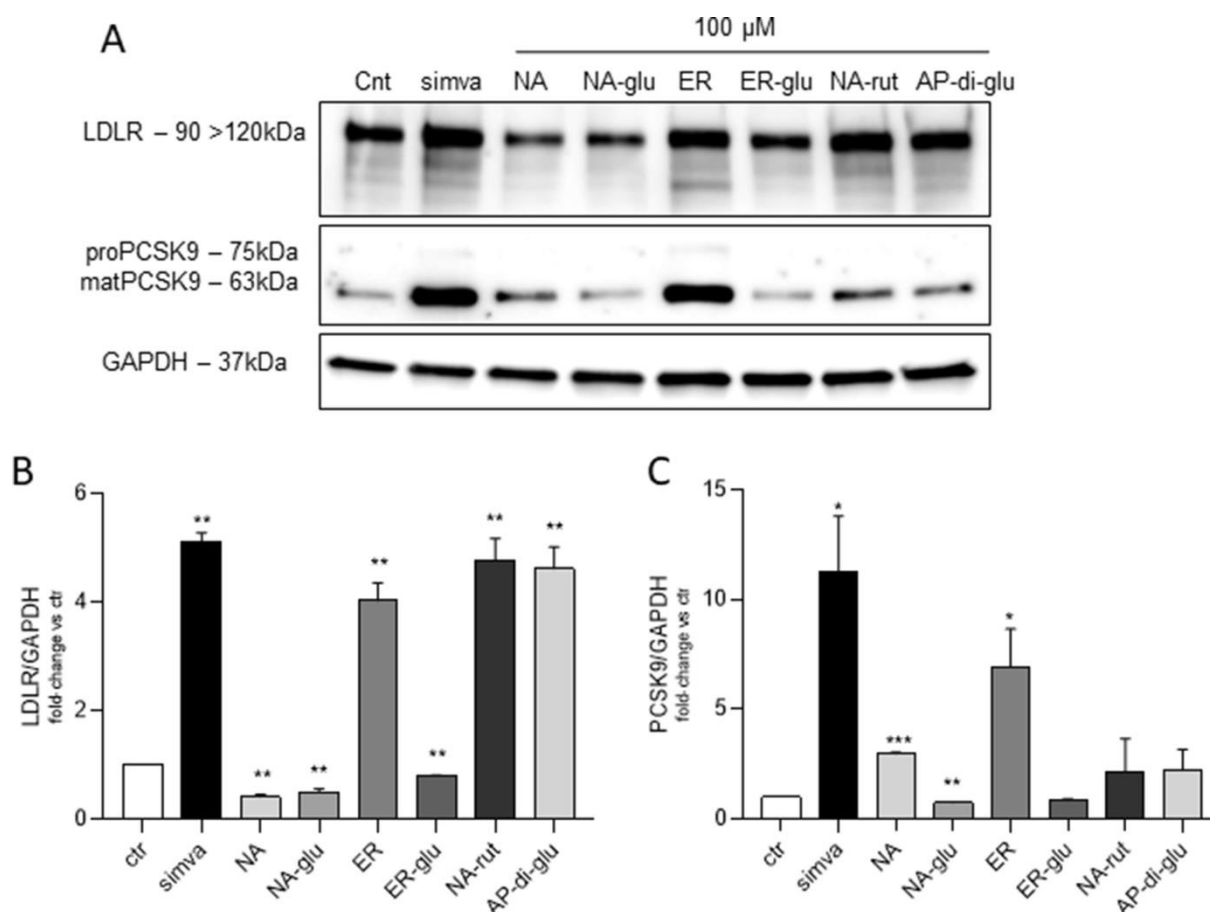 A
100 µM
Cnt simva NA NA-glu ER ER-glu NA-rut AP-di-glu
LDLR – 90 >120kDa
proPCSK9 – 75kDa
matPCSK9 – 63kDa
GAPDH – 37kDa
B
LDLR/GAPDH
fold-change vs ctr
6
4
2
0
**
**
**
**
**
**
**
ctr simva NA NA-glu ER ER-glu NA-rut AP-di-glu
C
PCSK9/GAPDH
fold-change vs ctr
15
10
5
0
*
***
**
*
ctr simva NA NA-glu ER ER-glu NA-rut AP-di-glu